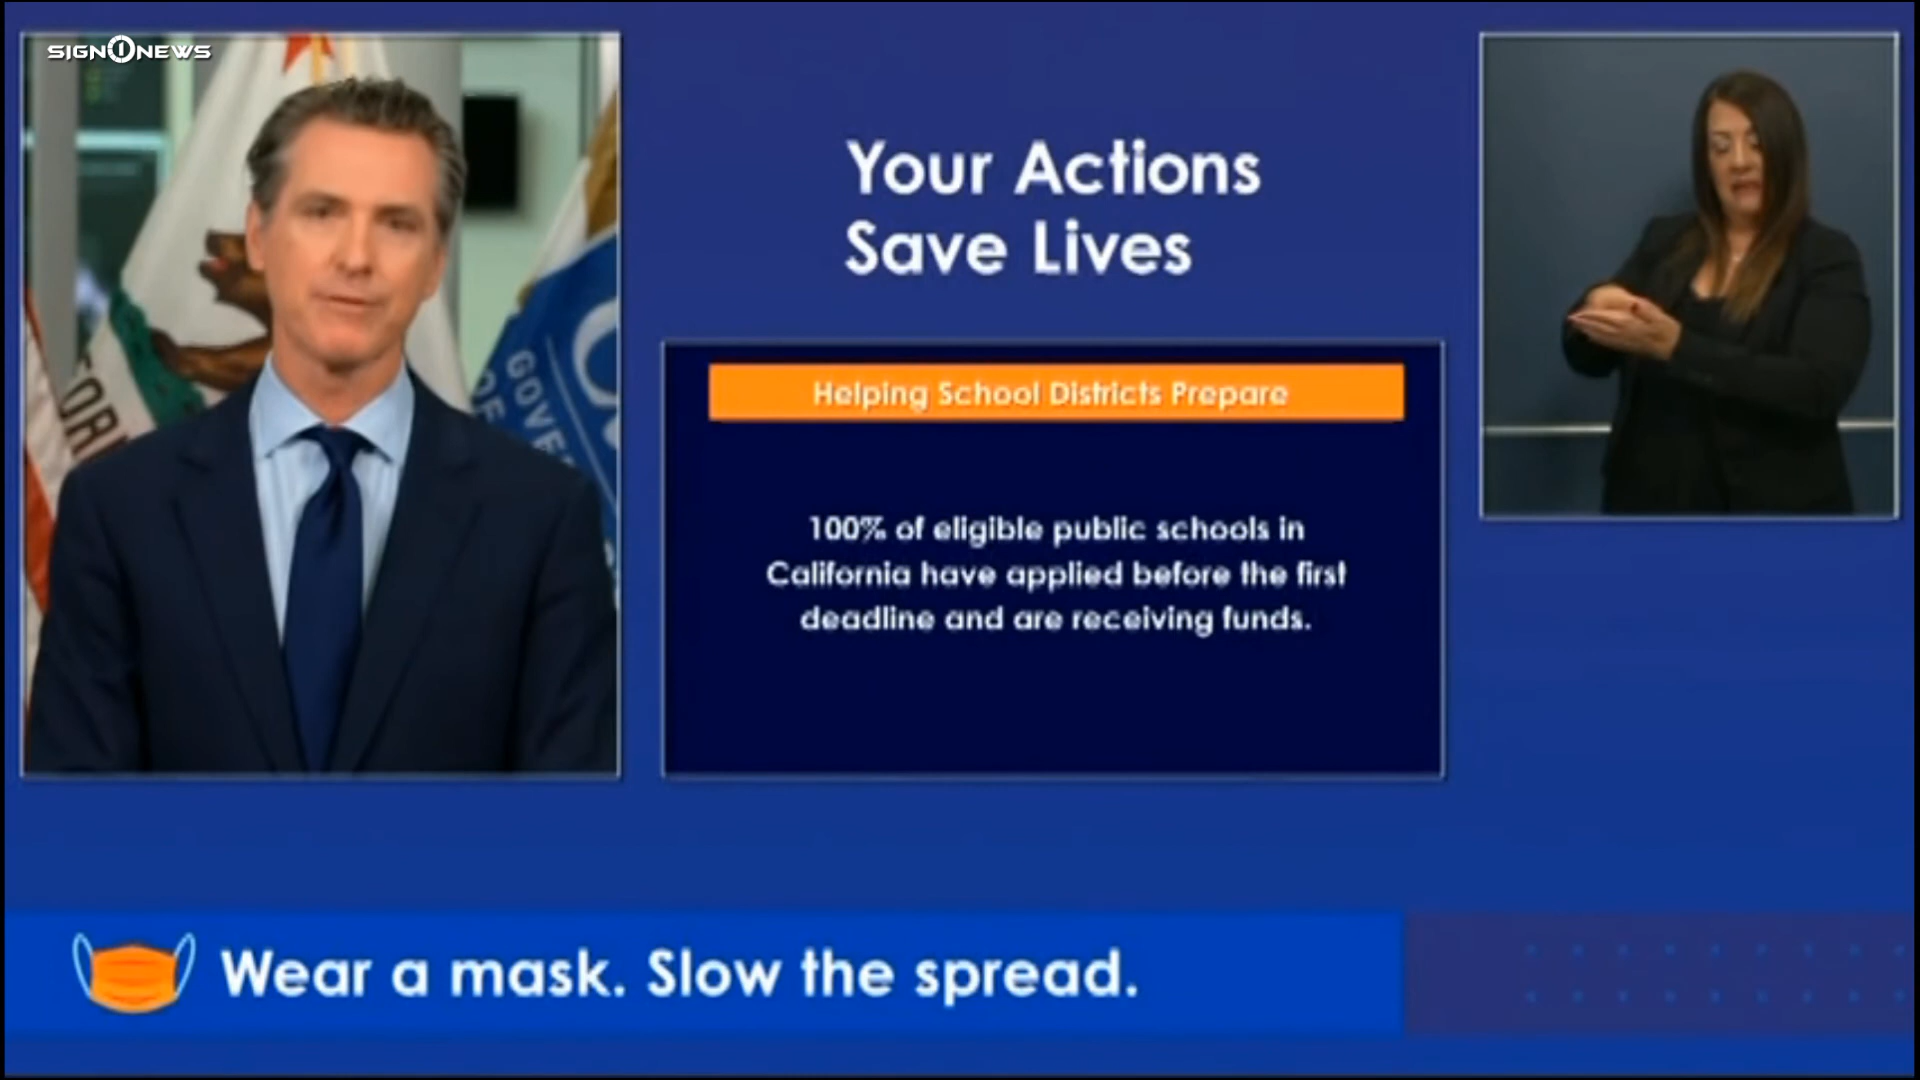 SIGN1NEWS
Your Actions
Save Lives
Helping School Districts Prepare
100% of eligible public schools in
California have applied before the first
deadline and are receiving funds.
Wear a mask. Slow the spread.